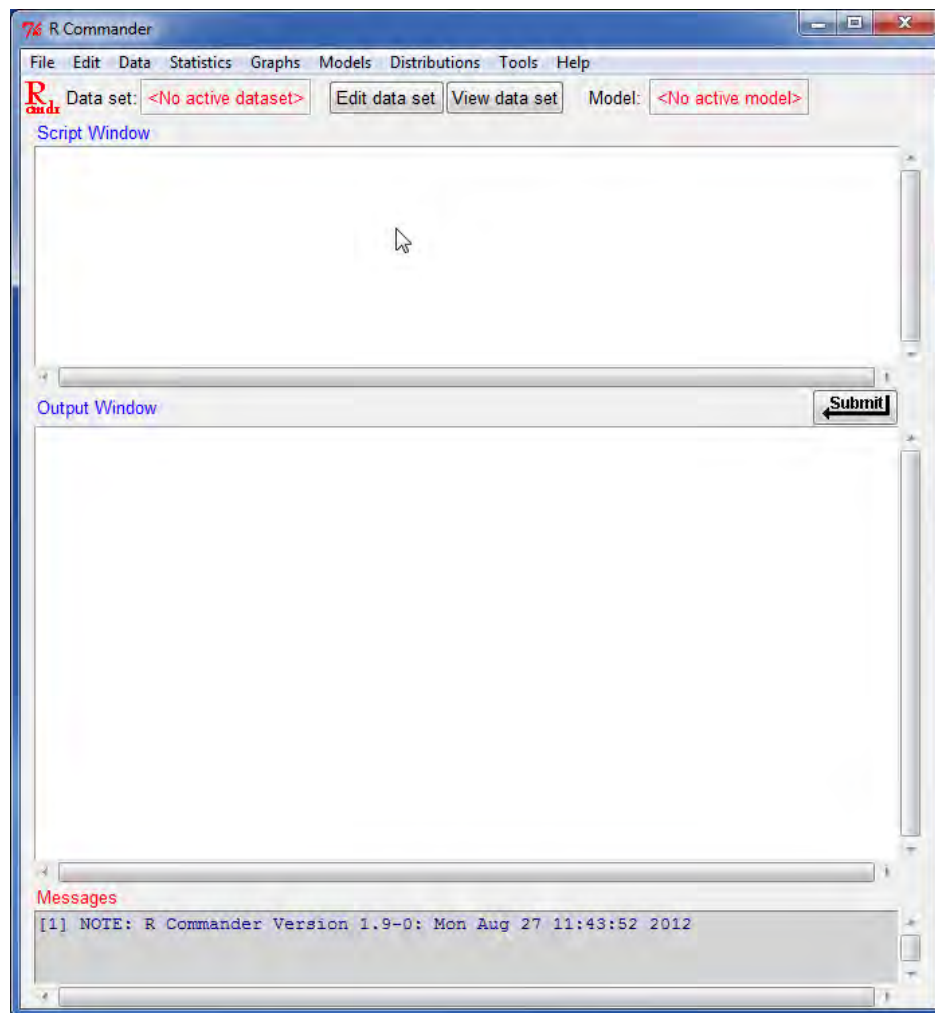 R Commander
File Edit Data Statistics Graphs Models Distributions Tools Help
R cmdr Data set: <No active dataset> Edit data set View data set Model: <No active model>
Script Window
Output Window Submit
Messages
[1] NOTE: R Commander Version 1.9-0: Mon Aug 27 11:43:52 2012